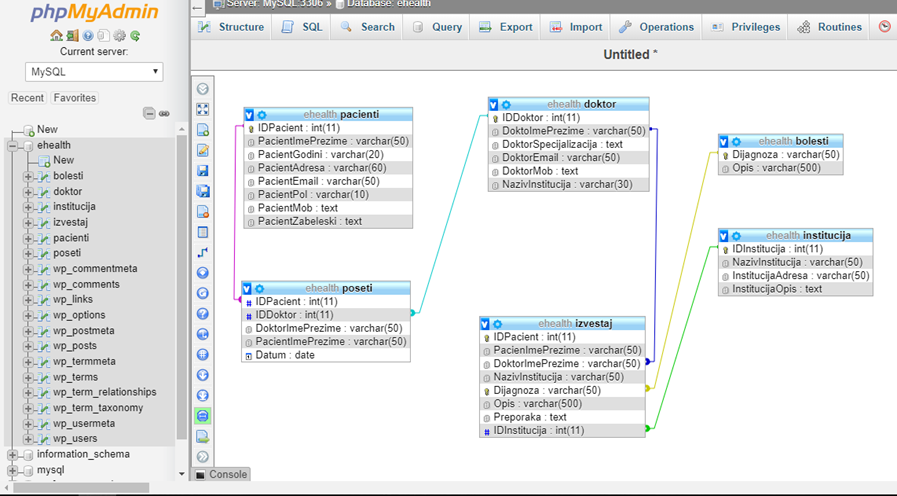 phpMyAdmin
Current server:
MySQL
Recent Favorites
New
ehealth
New
bolesti
doktor
institucija
izvestaj
pacienti
poseti
wp_commentmeta
wp_comments
wp_links
wp_options
wp_postmeta
wp_posts
wp_termmeta
wp_terms
wp_term_relationships
wp_term_taxonomy
wp_usermeta
wp_users
information_schema
mysql
Server: MySQL 3306 » Database: ehealth
Structure SQL Search Query Export Import Operations Privileges Routines
Untitled *
ehealth pacienti
IDPacient : int(11)
PacientImePrezime : varchar(50)
PacientGodini : varchar(20)
PacientAdresa : varchar(60)
PacientEmail : varchar(50)
PacientPol : varchar(10)
PacientMob : text
PacientZabeleski : text
ehealth doktor
IDDoktor : int(11)
DoktoImePrezime : varchar(50)
DoktorSpecijalizacija : text
DoktorEmail : varchar(50)
DoktorMob : text
NazivInstitucija : varchar(30)
ehealth bolesti
Dijagnoza : varchar(50)
Opis : varchar(500)
ehealth institucija
IDInstitucija : int(11)
NazivInstitucija : varchar(50)
InstitucijaAdresa : varchar(50)
InstitucijaOpis : text
ehealth poseti
IDPacient : int(11)
IDDoktor : int(11)
DoktorImePrezime : varchar(50)
PacientImePrezime : varchar(50)
Datum : date
ehealth izvestaj
IDPacient : int(11)
PacienImePrezime : varchar(50)
DoktorImePrezime : varchar(50)
NazivInstitucija : varchar(50)
Dijagnoza : varchar(50)
Opis : varchar(500)
Preporaka : text
IDInstitucija : int(11)
Console